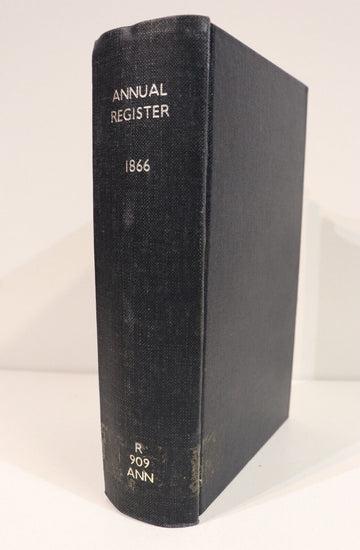 ANNUAL
REGISTER
1866
R
909
ANN